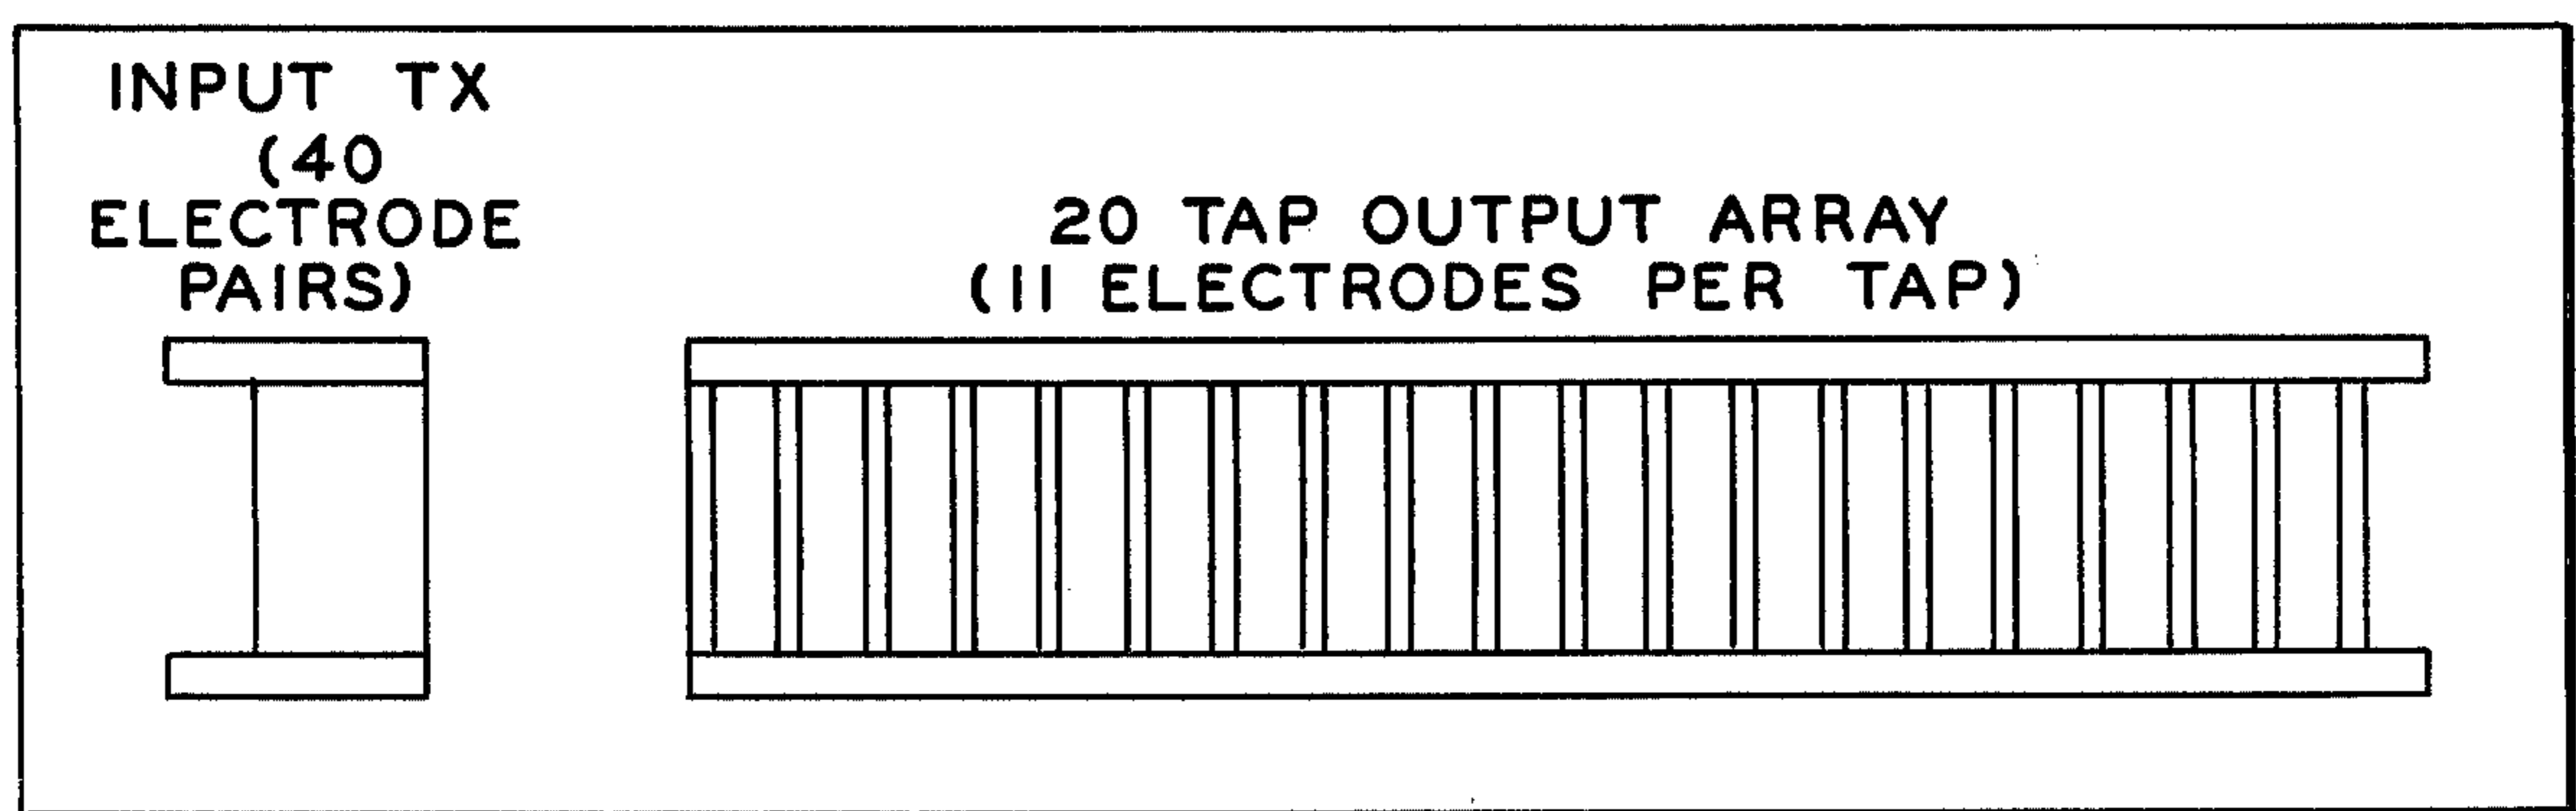 INPUT TX
(40
ELECTRODE
PAIRS)
20 TAP OUTPUT ARRAY
(11 ELECTRODES PER TAP)